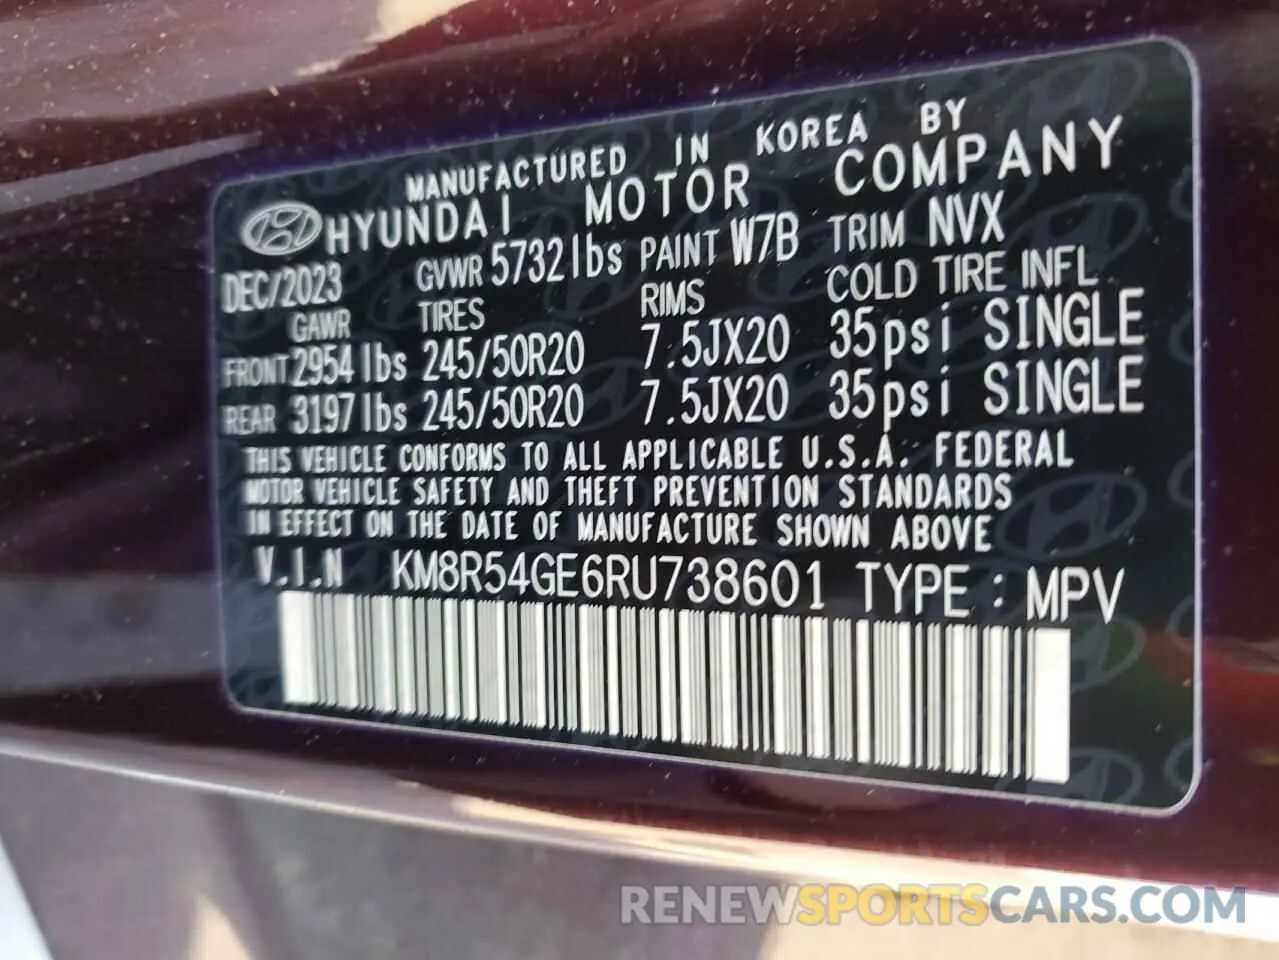 MANUFACTURED IN KOREA BY
HYUNDAI MOTOR COMPANY
DEC/2023 GVWR 5732lbs PAINT W7B TRIM NVX
GAWR TIRES RIMS COLD TIRE INFL
FRONT 2954lbs 245/50R20 7.5JX20 35psi SINGLE
REAR 3197lbs 245/50R20 7.5JX20 35psi SINGLE
THIS VEHICLE CONFORMS TO ALL APPLICABLE U.S.A. FEDERAL
MOTOR VEHICLE SAFETY AND THEFT PREVENTION STANDARDS
IN EFFECT ON THE DATE OF MANUFACTURE SHOWN ABOVE
V.I.N KM8R54GE6RU738601 TYPE : MPV
RENEWSPORTSCARS.COM